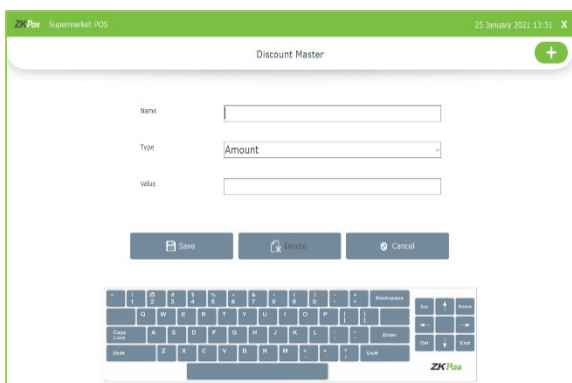 ZKPos Supermarket POS 25 January 2021 13:51 X
Discount Master
Name
Type Amount
Value
Save Delete Cancel
Backspace
Q W E R T Y U I O P
Caps Lock A S D F G H J K L Enter
Shift Z X C V B N M Shift
Ins Home
Del End
ZKPos